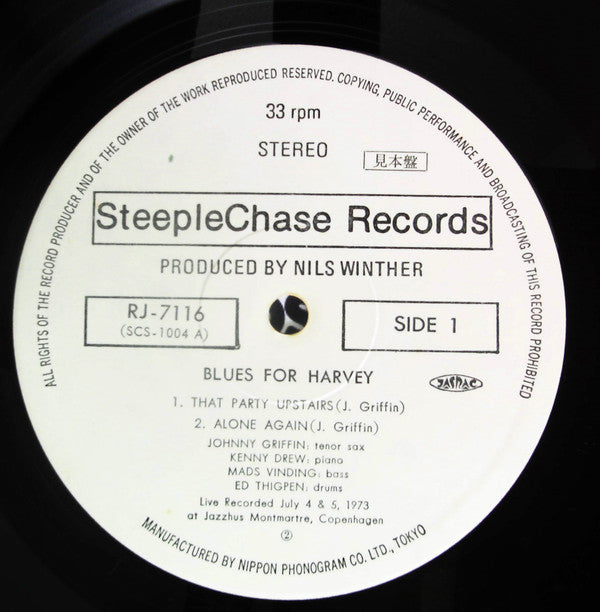 ALL RIGHTS OF THE RECORD PRODUCER AND OF THE OWNER OF THE WORK REPRODUCED RESERVED. COPYING, PUBLIC PERFORMANCE AND BROADCASTING OF THIS RECORD PROHIBITED
33 rpm
STEREO
見本盤
SteepleChase Records
PRODUCED BY NILS WINTHER
RJ-7116
(SCS-1004 A)
SIDE 1
BLUES FOR HARVEY
JASRAC
1. THAT PARTY UPSTAIRS(J. Griffin)
2. ALONE AGAIN(J. Griffin)
JOHNNY GRIFFIN: tenor sax
KENNY DREW: piano
MADS VINDING: bass
ED THIGPEN: drums
Live Recorded July 4 & 5, 1973
at Jazzhus Montmartre, Copenhagen
②
MANUFACTURED BY NIPPON PHONOGRAM CO. LTD., TOKYO